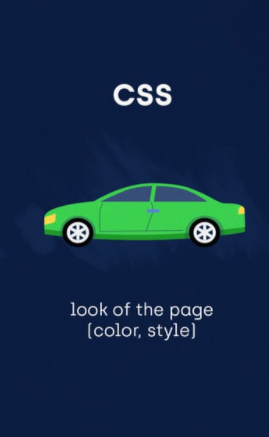 CSS
look of the page
[color, style]